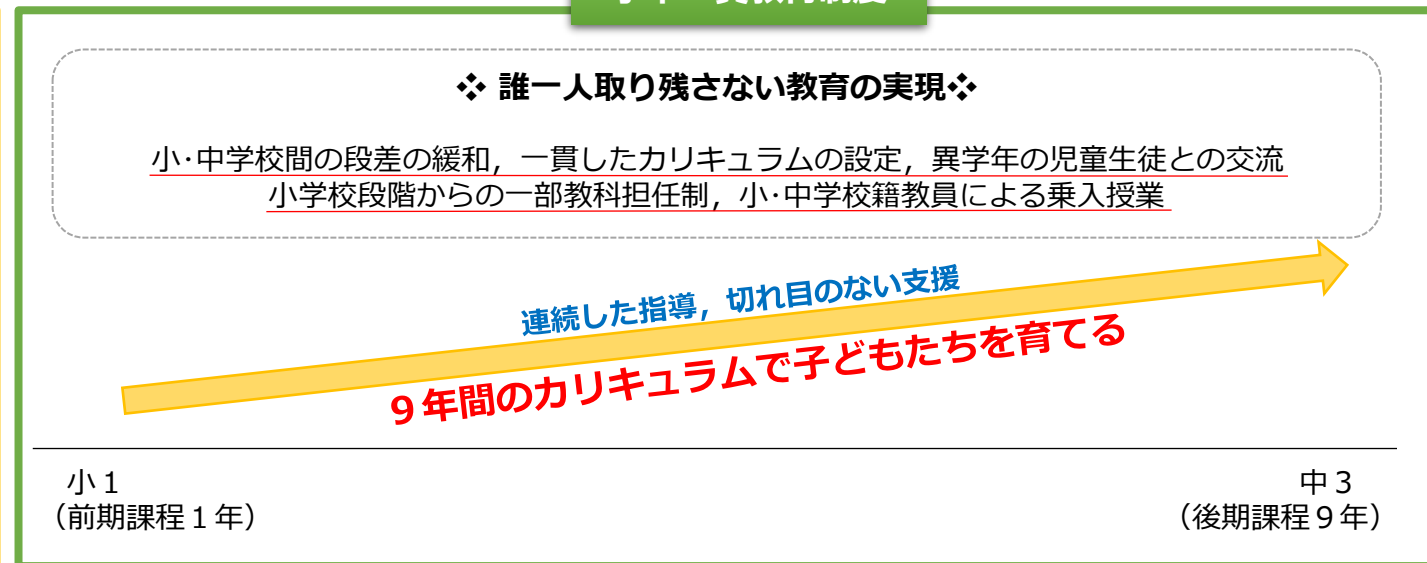 ❖ 誰一人取り残さない教育の実現❖
小･中学校間の段差の緩和，一貫したカリキュラムの設定，異学年の児童生徒との交流
小学校段階からの一部教科担任制，小･中学校籍教員による乗入授業
連続した指導，切れ目のない支援
９年間のカリキュラムで子どもたちを育てる
小１
（前期課程１年）
中３
（後期課程９年）